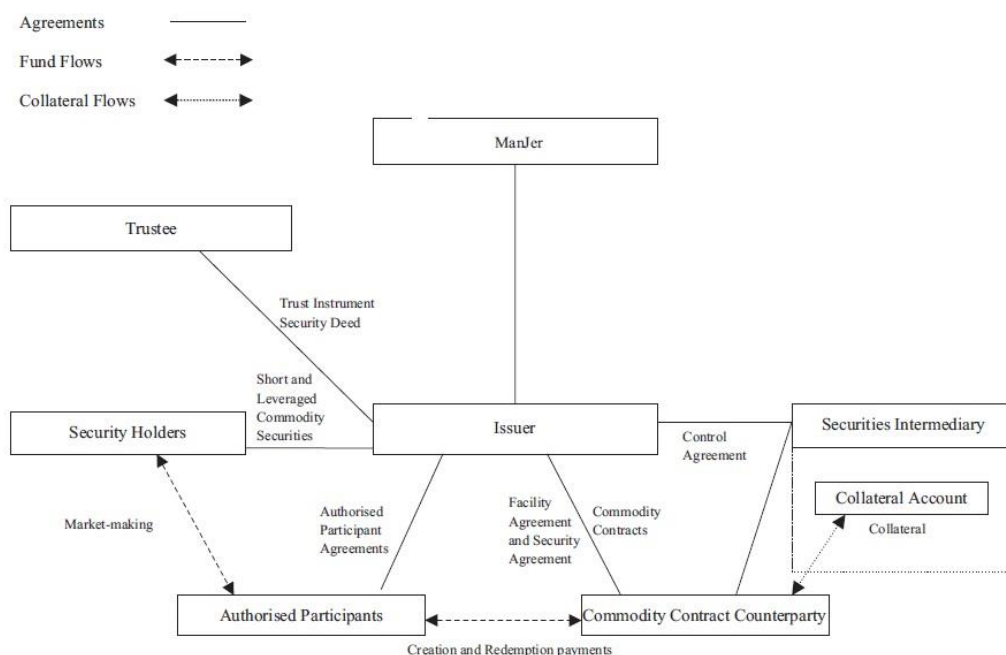 Agreements
Fund Flows
Collateral Flows
ManJer
Trustee
Trust Instrument
Security Deed
Short and
Leveraged
Commodity
Securities
Security Holders
Issuer
Securities Intermediary
Control
Agreement
Collateral Account
Collateral
Market-making
Authorised
Participant
Agreements
Facility
Agreement
and Security
Agreement
Commodity
Contracts
Authorised Participants
Commodity Contract Counterparty
Creation and Redemption payments